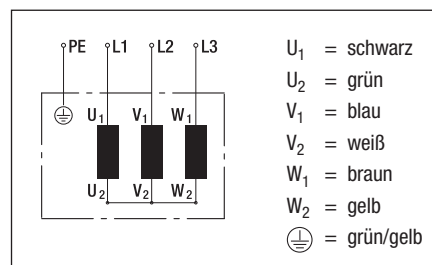 PE L1 L2 L3
U₁ V₁ W₁
U₂ V₂ W₂
U₁ = schwarz
U₂ = grün
V₁ = blau
V₂ = weiß
W₁ = braun
W₂ = gelb
⏚ = grün/gelb